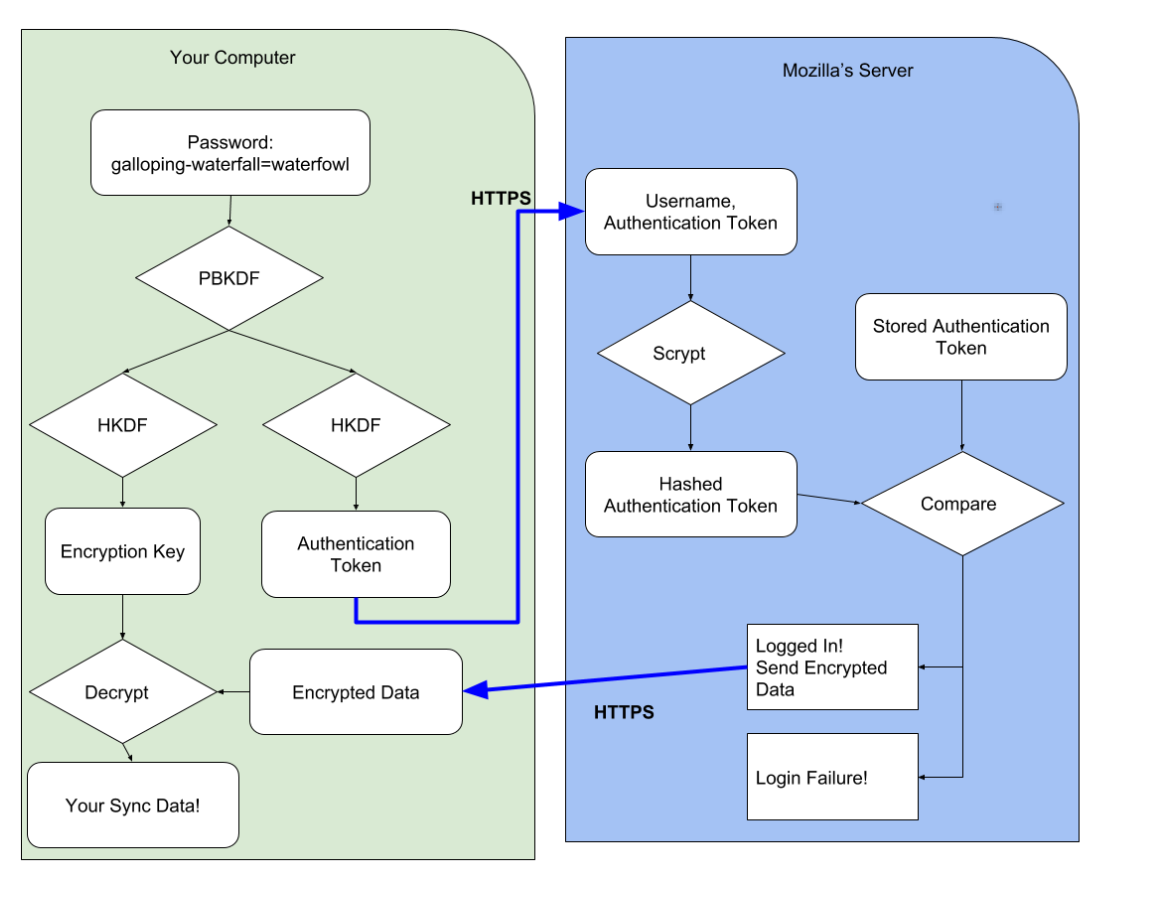 Your Computer
Password:
galloping-waterfall=waterfowl
PBKDF
HKDF
HKDF
Encryption Key
Authentication
Token
Decrypt
Encrypted Data
Your Sync Data!
HTTPS
Mozilla's Server
Username,
Authentication Token
Scrypt
Stored Authentication
Token
Hashed
Authentication Token
Compare
Logged In!
Send Encrypted
Data
HTTPS
Login Failure!